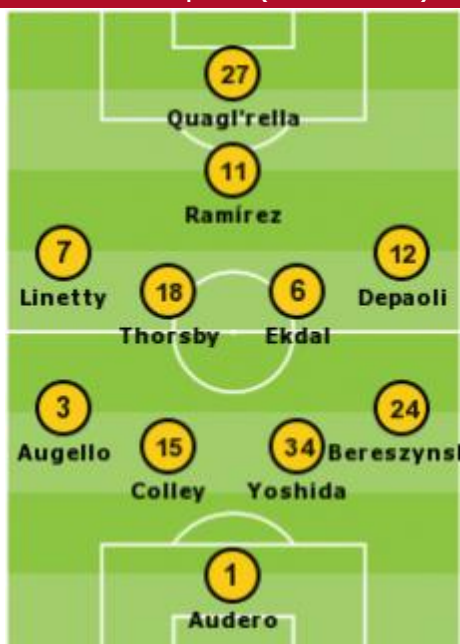 27
Quagl'rella
11
Ramírez
7
Linetty
12
Depaoli
18
Thorsby
6
Ekdal
3
Augello
24
Bereszynsl
15
Colley
34
Yoshida
1
Audero